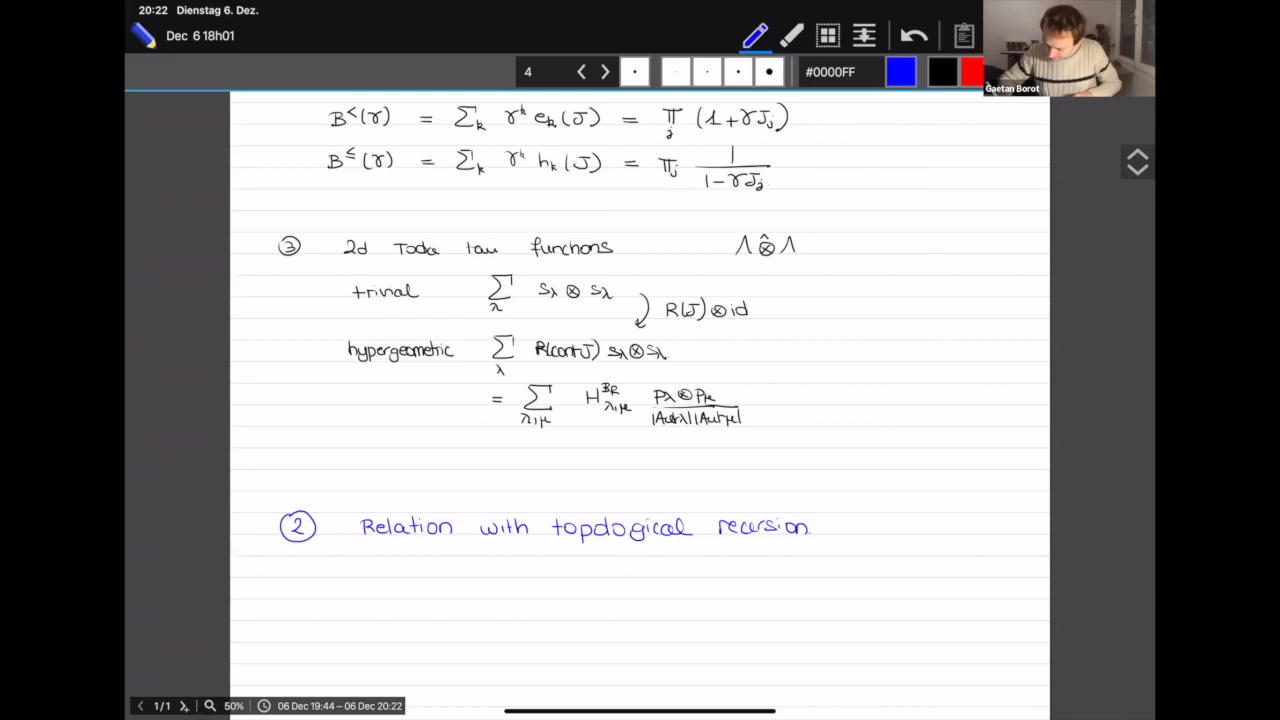 20:22 Dienstag 6. Dez.
Dec 6 18h01
4 #0000FF
Gaetan Borot
B^<(r) = Σ_k r^k e_k(J) = Π_j (1+rJ_j)
B^≤(r) = Σ_k r^k h_k(J) = Π_j 1/(1-rJ_j)
③ 2d Toda tau functions Λ ⊗̂ Λ
trivial Σ_λ s_λ ⊗ s_λ
R(J)⊗id
hypergeometric Σ_λ R(cont J) s_λ⊗s_λ
= Σ_{λ,μ} H^{BR}_{λ,μ} p_λ⊗p_μ / |Aut λ||Aut μ|
② Relation with topological recursion.
1/1 50% 06 Dec 19:44 – 06 Dec 20:22